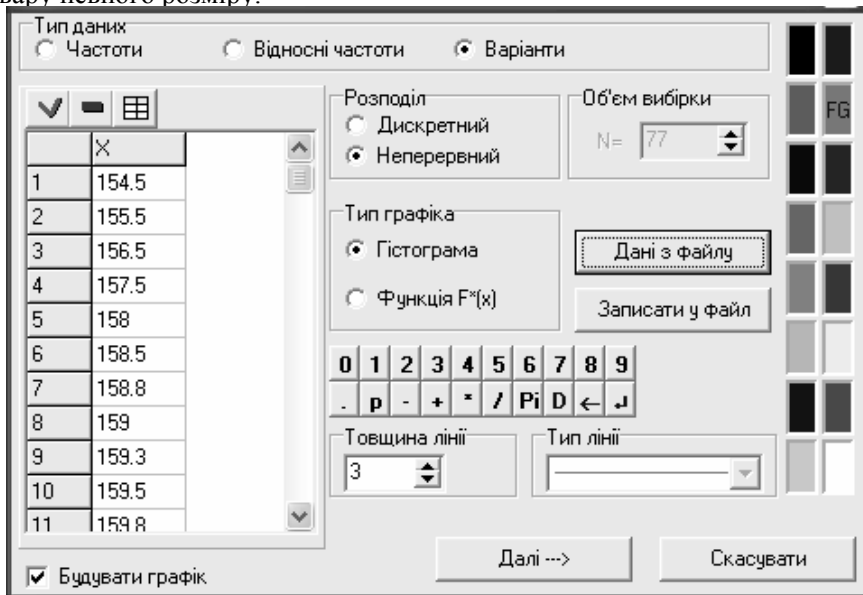 вару певного розміру.
Тип даних
Частоти Відносні частоти Варіанти
Розподіл
Дискретний
Неперервний
Об'єм вибірки
N= 77
X
1 154.5
2 155.5
3 156.5
4 157.5
5 158
6 158.5
7 158.8
8 159
9 159.3
10 159.5
11 159.8
FG
Тип графіка
Гістограма
Функція F*(x)
Дані з файлу
Записати у файл
0 1 2 3 4 5 6 7 8 9
. p - + * / Pi D ← ↲
Товщина лінії
3
Тип лінії
Будувати графік
Далі --->
Скасувати